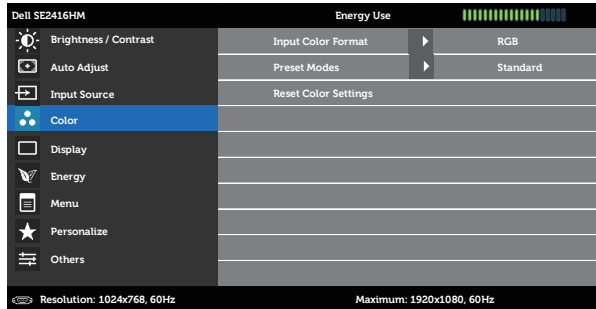 Dell SE2416HM Energy Use
Brightness / Contrast Input Color Format RGB
Auto Adjust Preset Modes Standard
Input Source Reset Color Settings
Color
Display
Energy
Menu
Personalize
Others
Resolution: 1024x768, 60Hz Maximum: 1920x1080, 60Hz